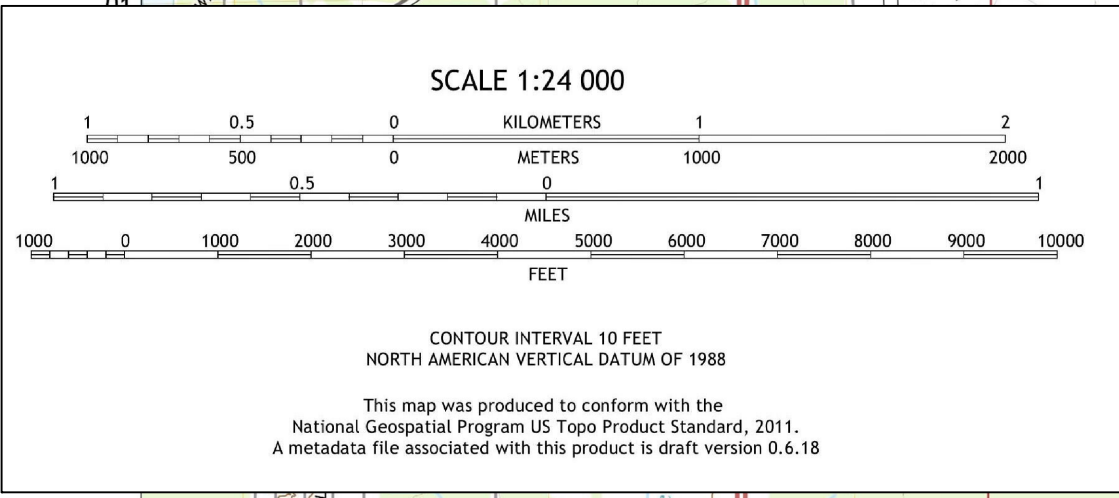 SCALE 1:24 000
1 0.5 0 KILOMETERS 1 2
1000 500 0 METERS 1000 2000
1 0.5 0 1
MILES
1000 0 1000 2000 3000 4000 5000 6000 7000 8000 9000 10000
FEET
CONTOUR INTERVAL 10 FEET
NORTH AMERICAN VERTICAL DATUM OF 1988
This map was produced to conform with the
National Geospatial Program US Topo Product Standard, 2011.
A metadata file associated with this product is draft version 0.6.18